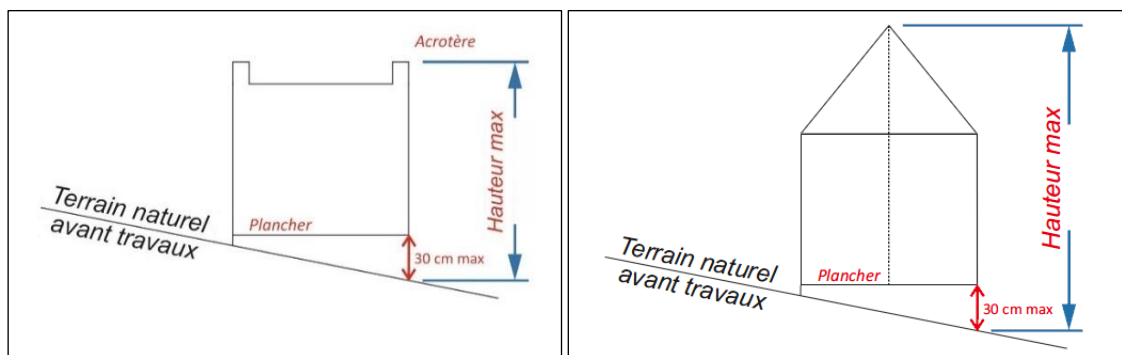 Acrotère
Hauteur max
Terrain naturel
avant travaux
Plancher
30 cm max
Hauteur max
Terrain naturel
avant travaux
Plancher
30 cm max